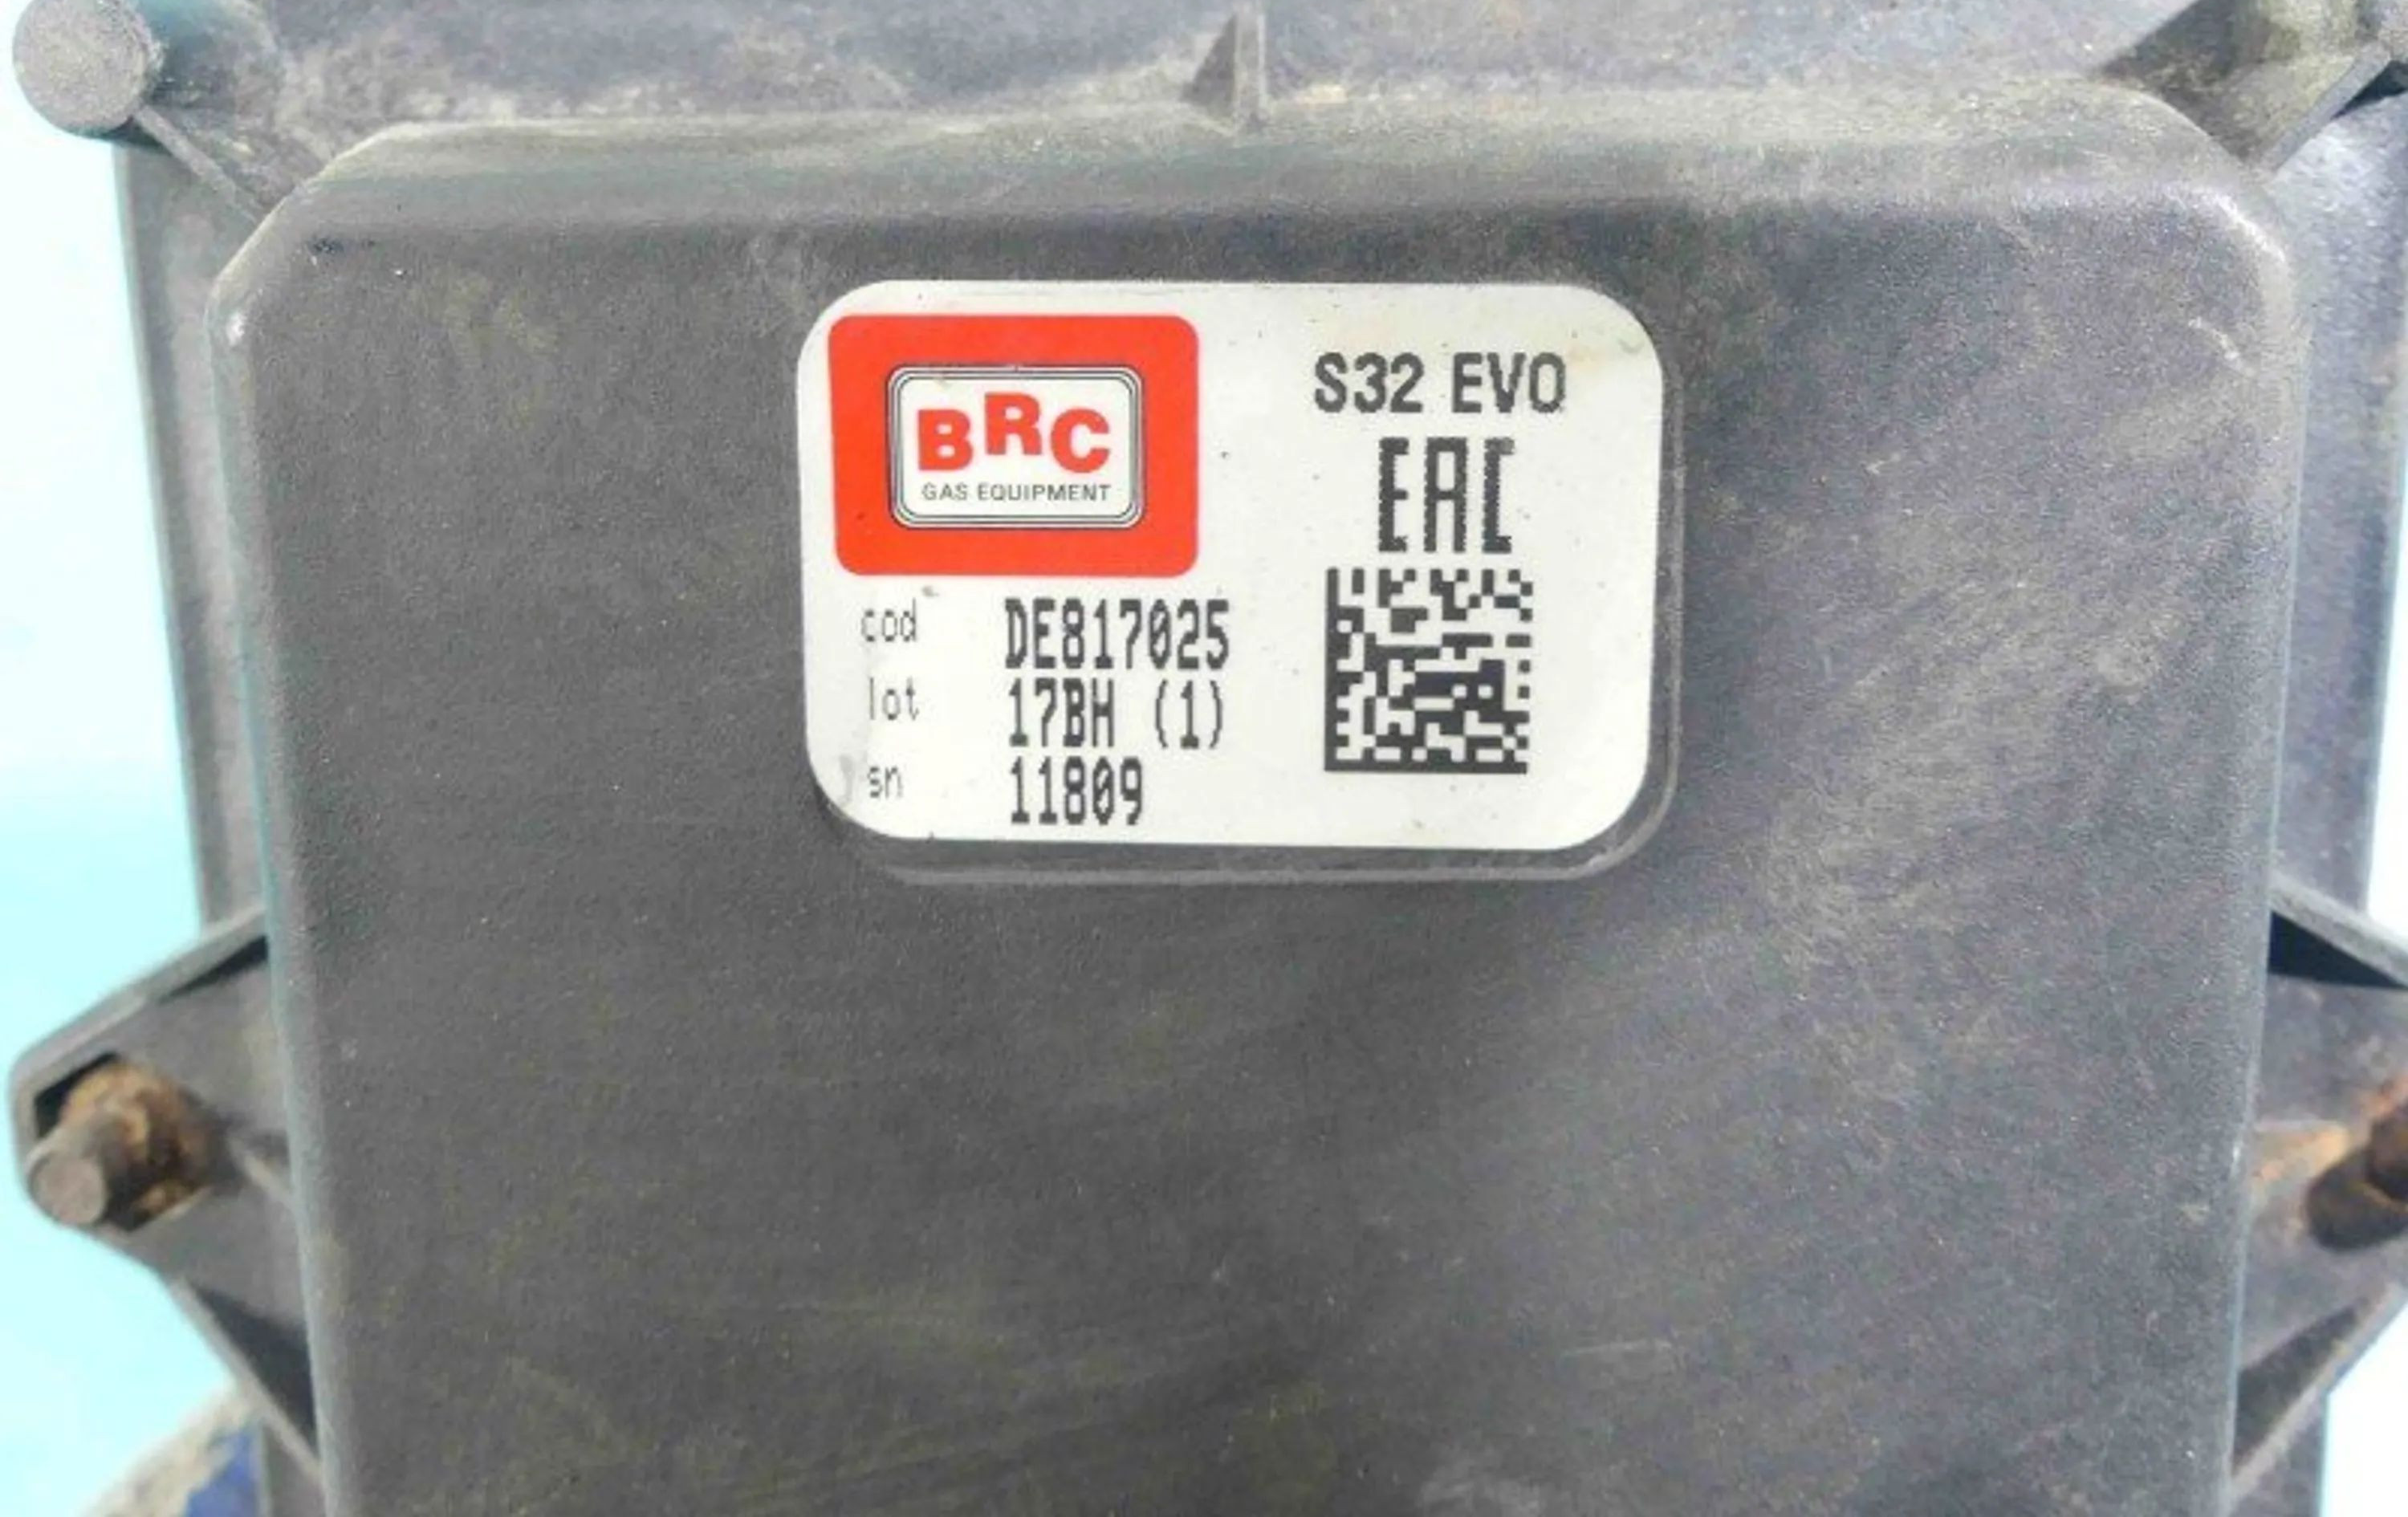 BRC
GAS EQUIPMENT
S32 EVO
EAC
cod DE817025
lot 17BH (1)
sn 11809